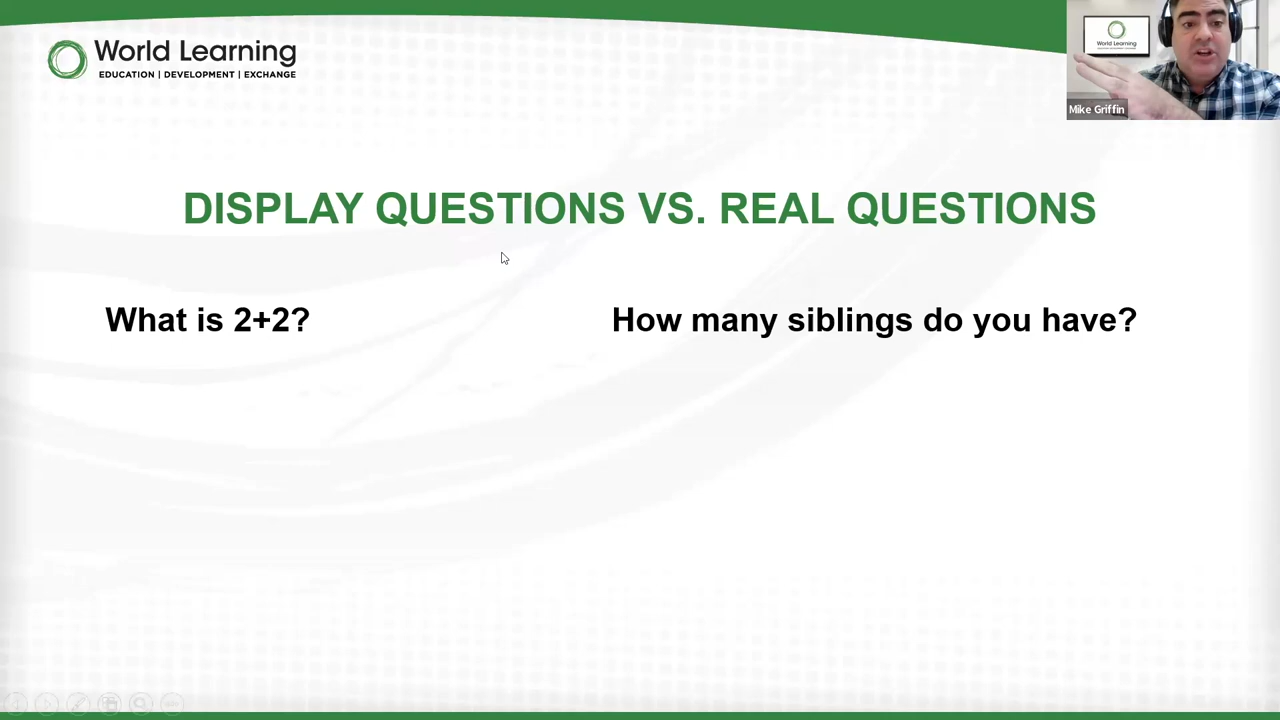 World Learning
EDUCATION | DEVELOPMENT | EXCHANGE
World Learning
Mike Griffin
DISPLAY QUESTIONS VS. REAL QUESTIONS
What is 2+2?
How many siblings do you have?